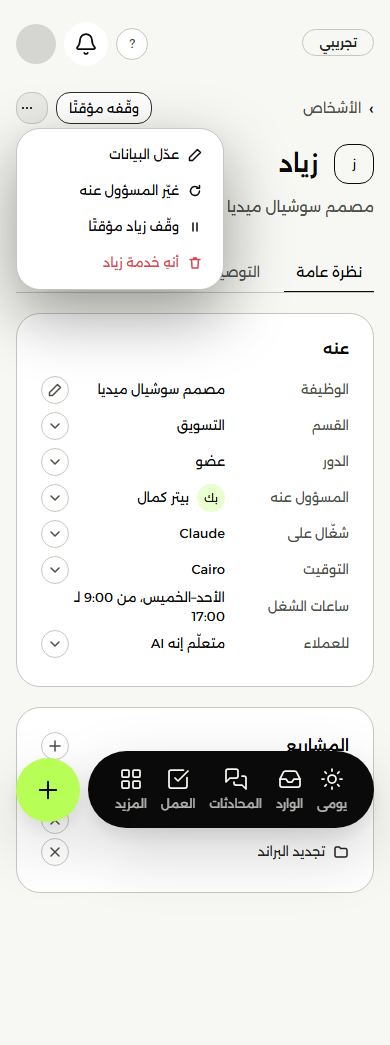 تجريبي
?
‹ الأشخاص
وقّفه مؤقتًا
...
ز
زياد
مصمم سوشيال ميديا
عدّل البيانات
غيّر المسؤول عنه
وقّف زياد مؤقتًا
أنهِ خدمة زياد
نظرة عامة
عنه
الوظيفة
مصمم سوشيال ميديا
القسم
التسويق
الدور
عضو
المسؤول عنه
بك
بيتر كمال
شغّال على
Claude
التوقيت
Cairo
ساعات الشغل
الأحد–الخميس، من 9:00 لـ
17:00
للعملاء
متعلّم إنه AI
المشاريع
يومي
الوارد
المحادثات
العمل
المزيد
تجديد البراند